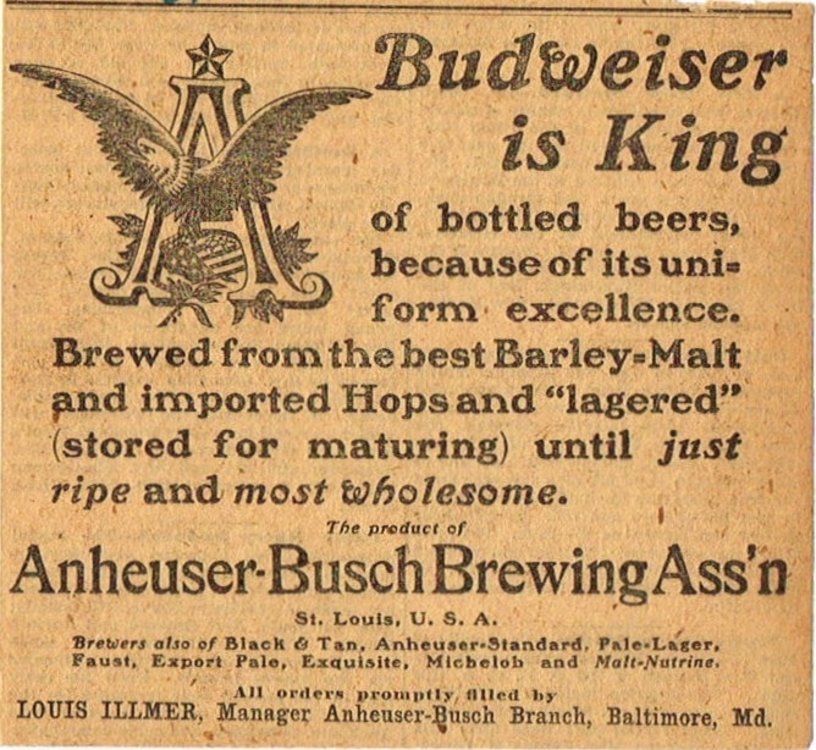 Budweiser
is King
of bottled beers,
because of its uni=
form excellence.
Brewed from the best Barley=Malt
and imported Hops and “lagered”
(stored for maturing) until just
ripe and most wholesome.
The product of
Anheuser-Busch Brewing Ass'n
St. Louis, U. S. A.
Brewers also of Black & Tan, Anheuser-Standard, Pale-Lager,
Faust, Export Pale, Exquisite, Michelob and Malt-Nutrine.
All orders promptly filled by
LOUIS ILLMER, Manager Anheuser-Busch Branch, Baltimore, Md.